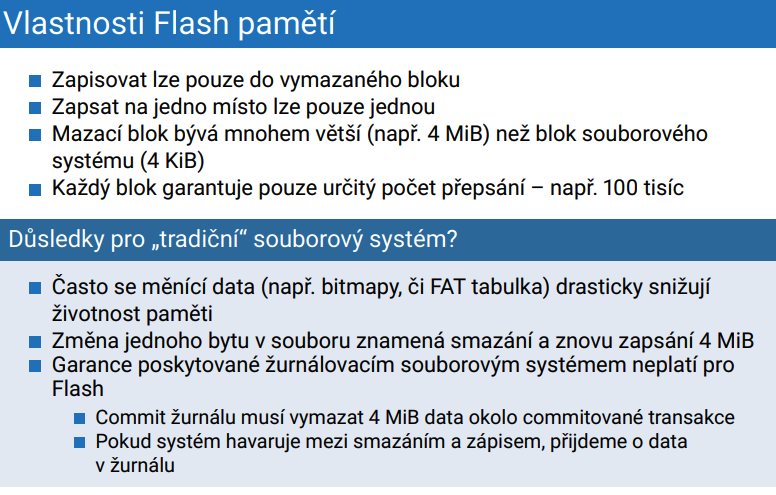 Vlastnosti Flash pamětí
Zapisovat lze pouze do vymazaného bloku
Zapsat na jedno místo lze pouze jednou
Mazací blok bývá mnohem větší (např. 4 MiB) než blok souborového
systému (4 KiB)
Každý blok garantuje pouze určitý počet přepsání – např. 100 tisíc
Důsledky pro „tradiční“ souborový systém?
Často se měnící data (např. bitmapy, či FAT tabulka) drasticky snižují
životnost paměti
Změna jednoho bytu v souboru znamená smazání a znovu zapsání 4 MiB
Garance poskytované žurnálovacím souborovým systémem neplatí pro
Flash
Commit žurnálu musí vymazat 4 MiB data okolo commitované transakce
Pokud systém havaruje mezi smazáním a zápisem, přijdeme o data
v žurnálu